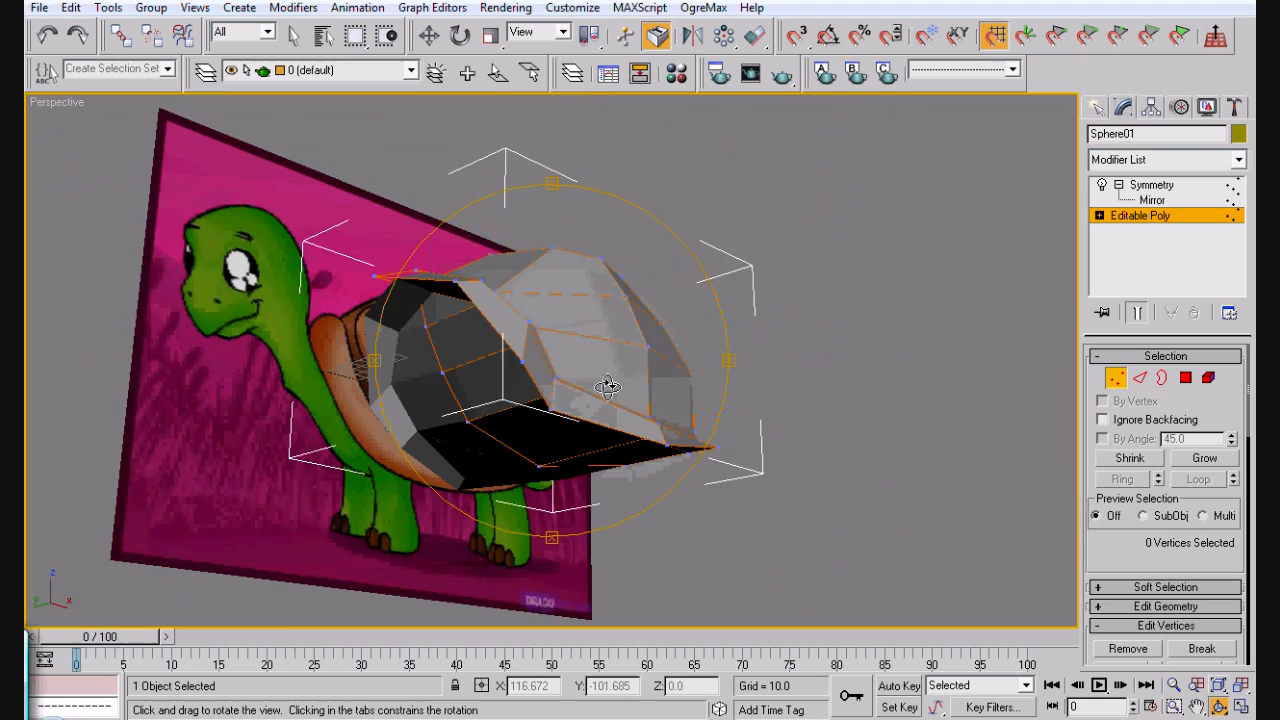 File Edit Tools Group Views Create Modifiers Animation Graph Editors Rendering Customize MAXScript OgreMax Help
All View 3 % XY
ABC Create Selection Set 0 (default) A B C
Perspective
Sphere01
Modifier List
Symmetry
Mirror
Editable Poly
Selection
By Vertex
Ignore Backfacing
By Angle: 45.0
Shrink Grow
Ring Loop
Preview Selection
Off SubObj Multi
0 Vertices Selected
Soft Selection
Edit Geometry
Edit Vertices
Remove Break
DRAGO
z
y x
0 / 100
0 5 10 15 20 25 30 35 40 45 50 55 60 65 70 75 80 85 90 95 100
1 Object Selected X: 116.672 Y: -101.685 Z: 0.0 Grid = 10.0 Auto Key Selected
Click and drag to rotate the view. Clicking in the tabs constrains the rotation Add Time Tag Set Key Key Filters... 0